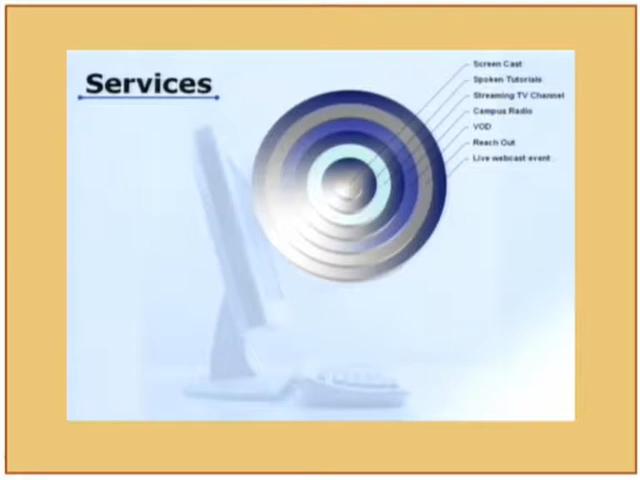 Services
Screen Cast
Spoken Tutorials
Streaming TV Channel
Campus Radio
VOD
Reach Out
Live webcast event